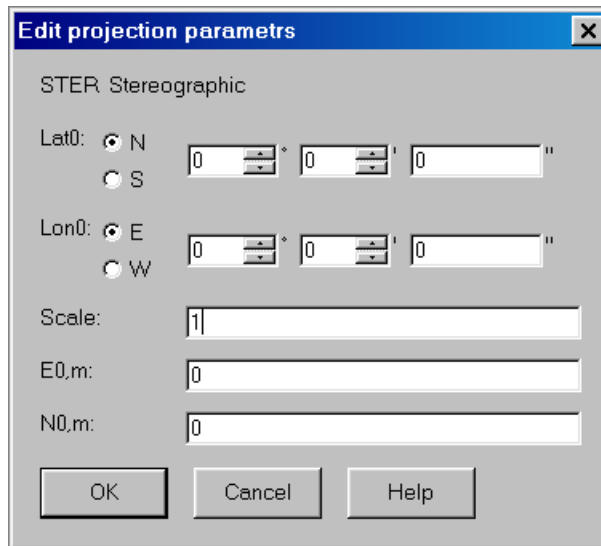 Edit projection parametrs
STER Stereographic
Lat0: N 0 ° 0 ' 0 "
S
Lon0: E 0 ° 0 ' 0 "
W
Scale: 1
E0,m: 0
N0,m: 0
OK Cancel Help